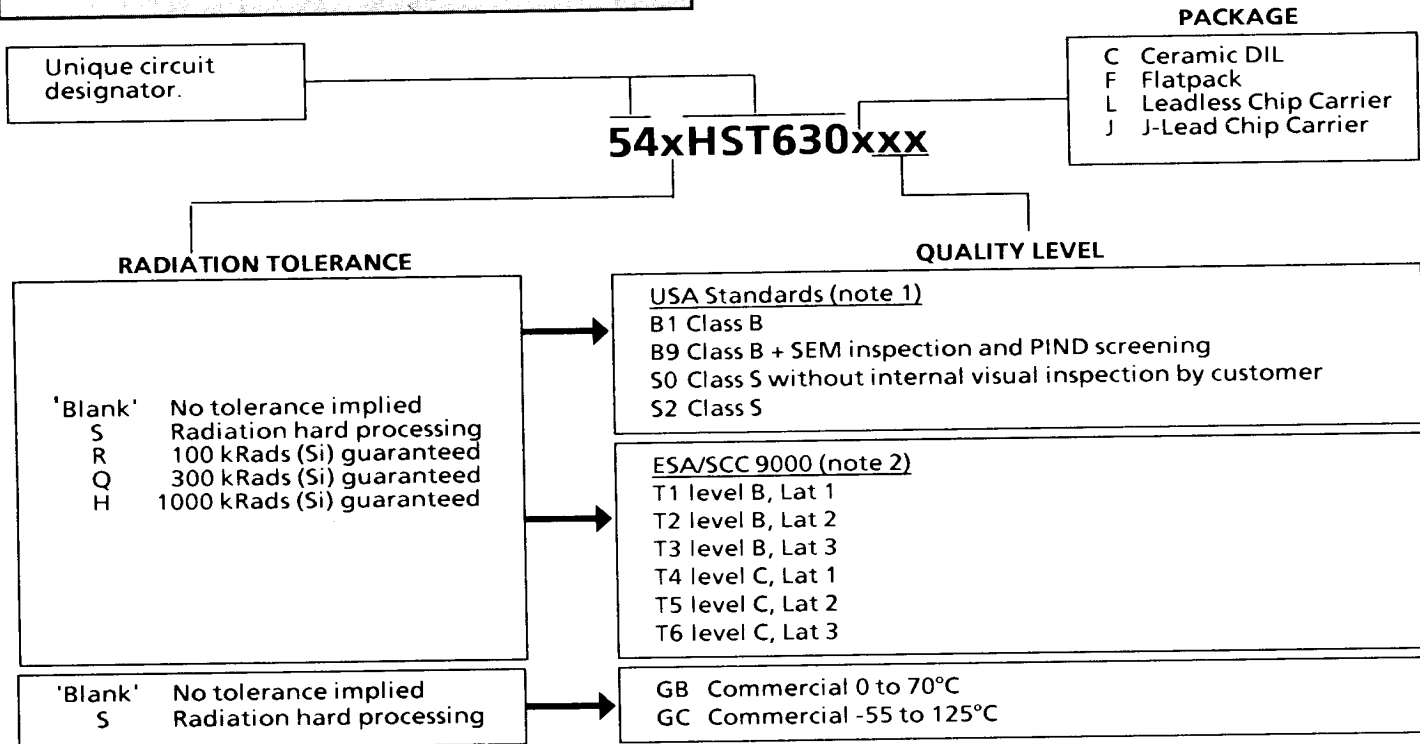 PACKAGE
Unique circuit
designator.
C Ceramic DIL
F Flatpack
L Leadless Chip Carrier
J J-Lead Chip Carrier
54xHST630xxx
RADIATION TOLERANCE
'Blank' No tolerance implied
S Radiation hard processing
R 100 kRads (Si) guaranteed
Q 300 kRads (Si) guaranteed
H 1000 kRads (Si) guaranteed
QUALITY LEVEL
USA Standards (note 1)
B1 Class B
B9 Class B + SEM inspection and PIND screening
S0 Class S without internal visual inspection by customer
S2 Class S
ESA/SCC 9000 (note 2)
T1 level B, Lat 1
T2 level B, Lat 2
T3 level B, Lat 3
T4 level C, Lat 1
T5 level C, Lat 2
T6 level C, Lat 3
'Blank' No tolerance implied
S Radiation hard processing
GB Commercial 0 to 70°C
GC Commercial -55 to 125°C